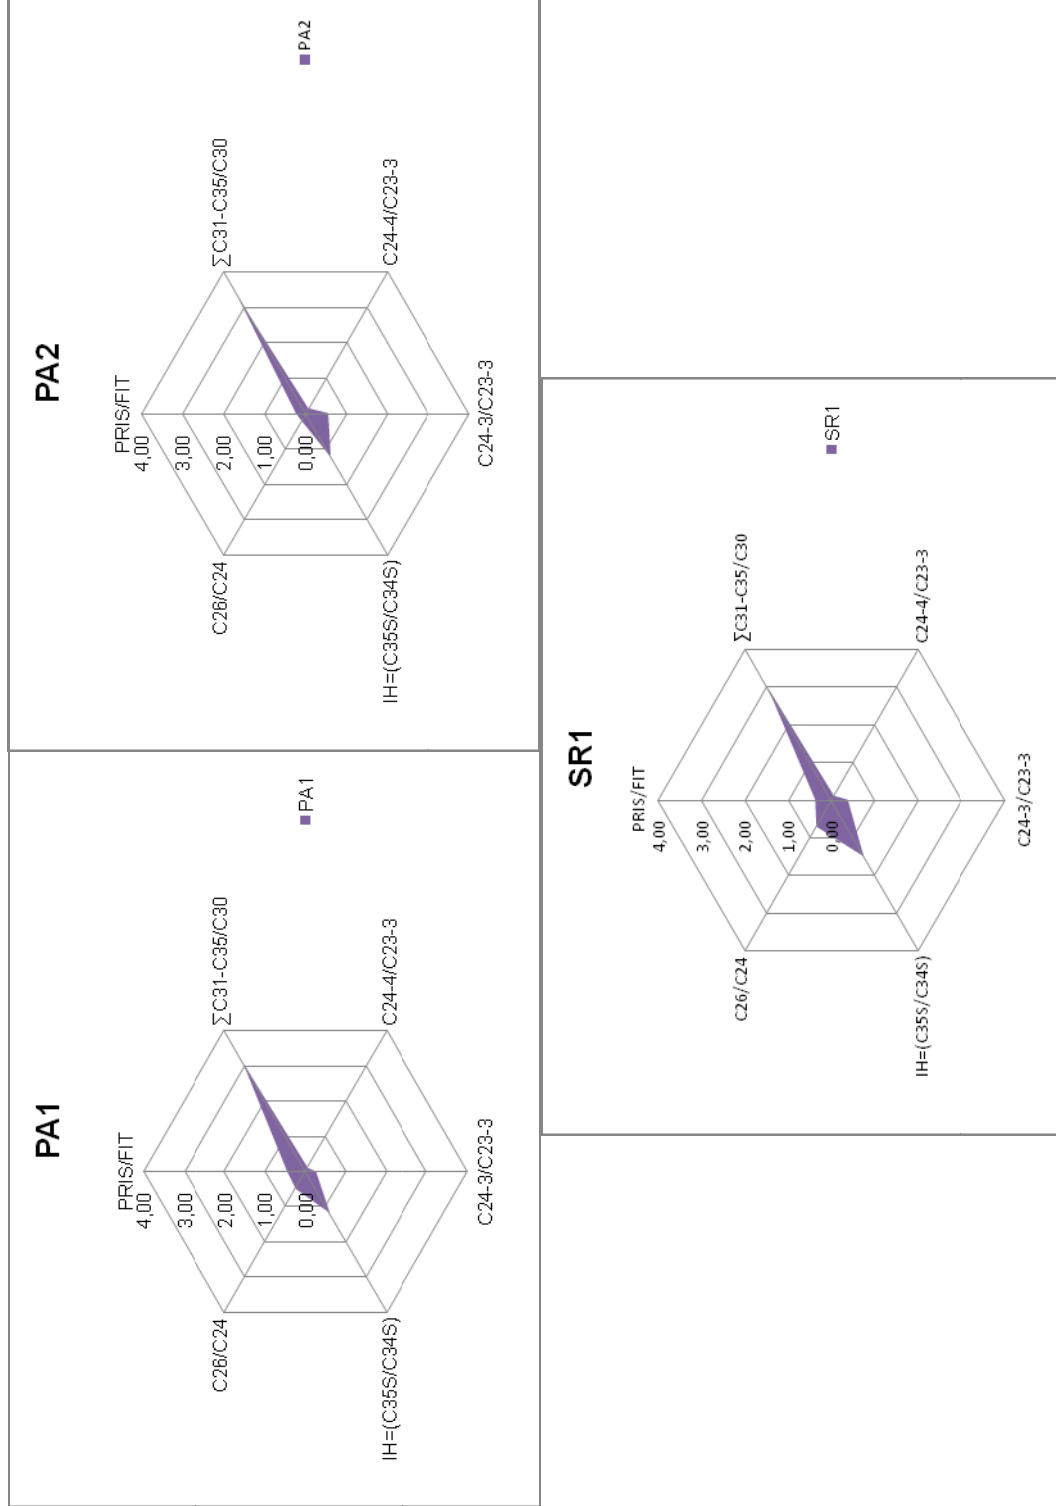 PA1
PRIS/FIT
4,00
3,00
2,00
1,00
0,00
∑C31-C35/C30
C24-4/C23-3
C24-3/C23-3
IH=(C35S/C34S)
C26/C24
PA1
PA2
PRIS/FIT
4,00
3,00
2,00
1,00
0,00
∑C31-C35/C30
C24-4/C23-3
C24-3/C23-3
IH=(C35S/C34S)
C26/C24
PA2
SR1
PRIS/FIT
4,00
3,00
2,00
1,00
0,00
∑C31-C35/C30
C24-4/C23-3
C24-3/C23-3
IH=(C35S/C34S)
C26/C24
SR1